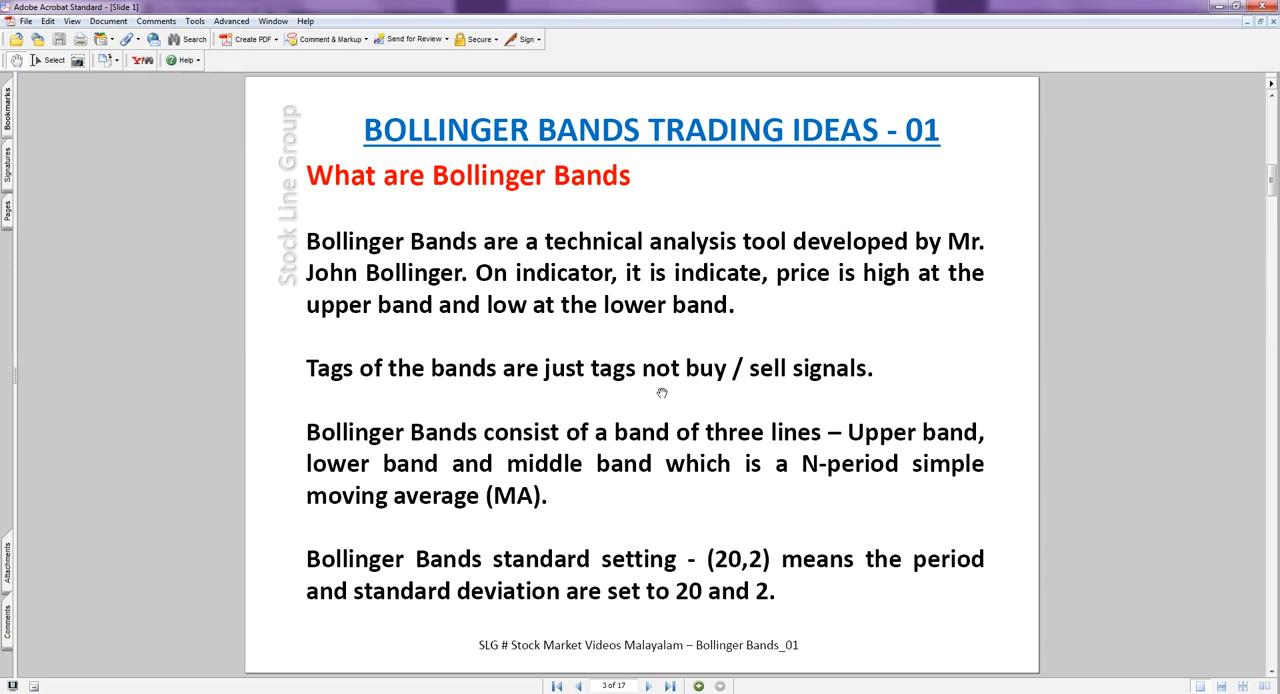 Adobe Acrobat Standard - [Slide 1]
File Edit View Document Comments Tools Advanced Window Help
Search Create PDF Comment & Markup Send for Review Secure Sign
Select Y! Help
Bookmarks
Signatures
Pages
Attachments
Comments
Stock Line Group
BOLLINGER BANDS TRADING IDEAS - 01
What are Bollinger Bands
Bollinger Bands are a technical analysis tool developed by Mr.
John Bollinger. On indicator, it is indicate, price is high at the
upper band and low at the lower band.
Tags of the bands are just tags not buy / sell signals.
Bollinger Bands consist of a band of three lines – Upper band,
lower band and middle band which is a N-period simple
moving average (MA).
Bollinger Bands standard setting - (20,2) means the period
and standard deviation are set to 20 and 2.
SLG # Stock Market Videos Malayalam – Bollinger Bands_01
3 of 17